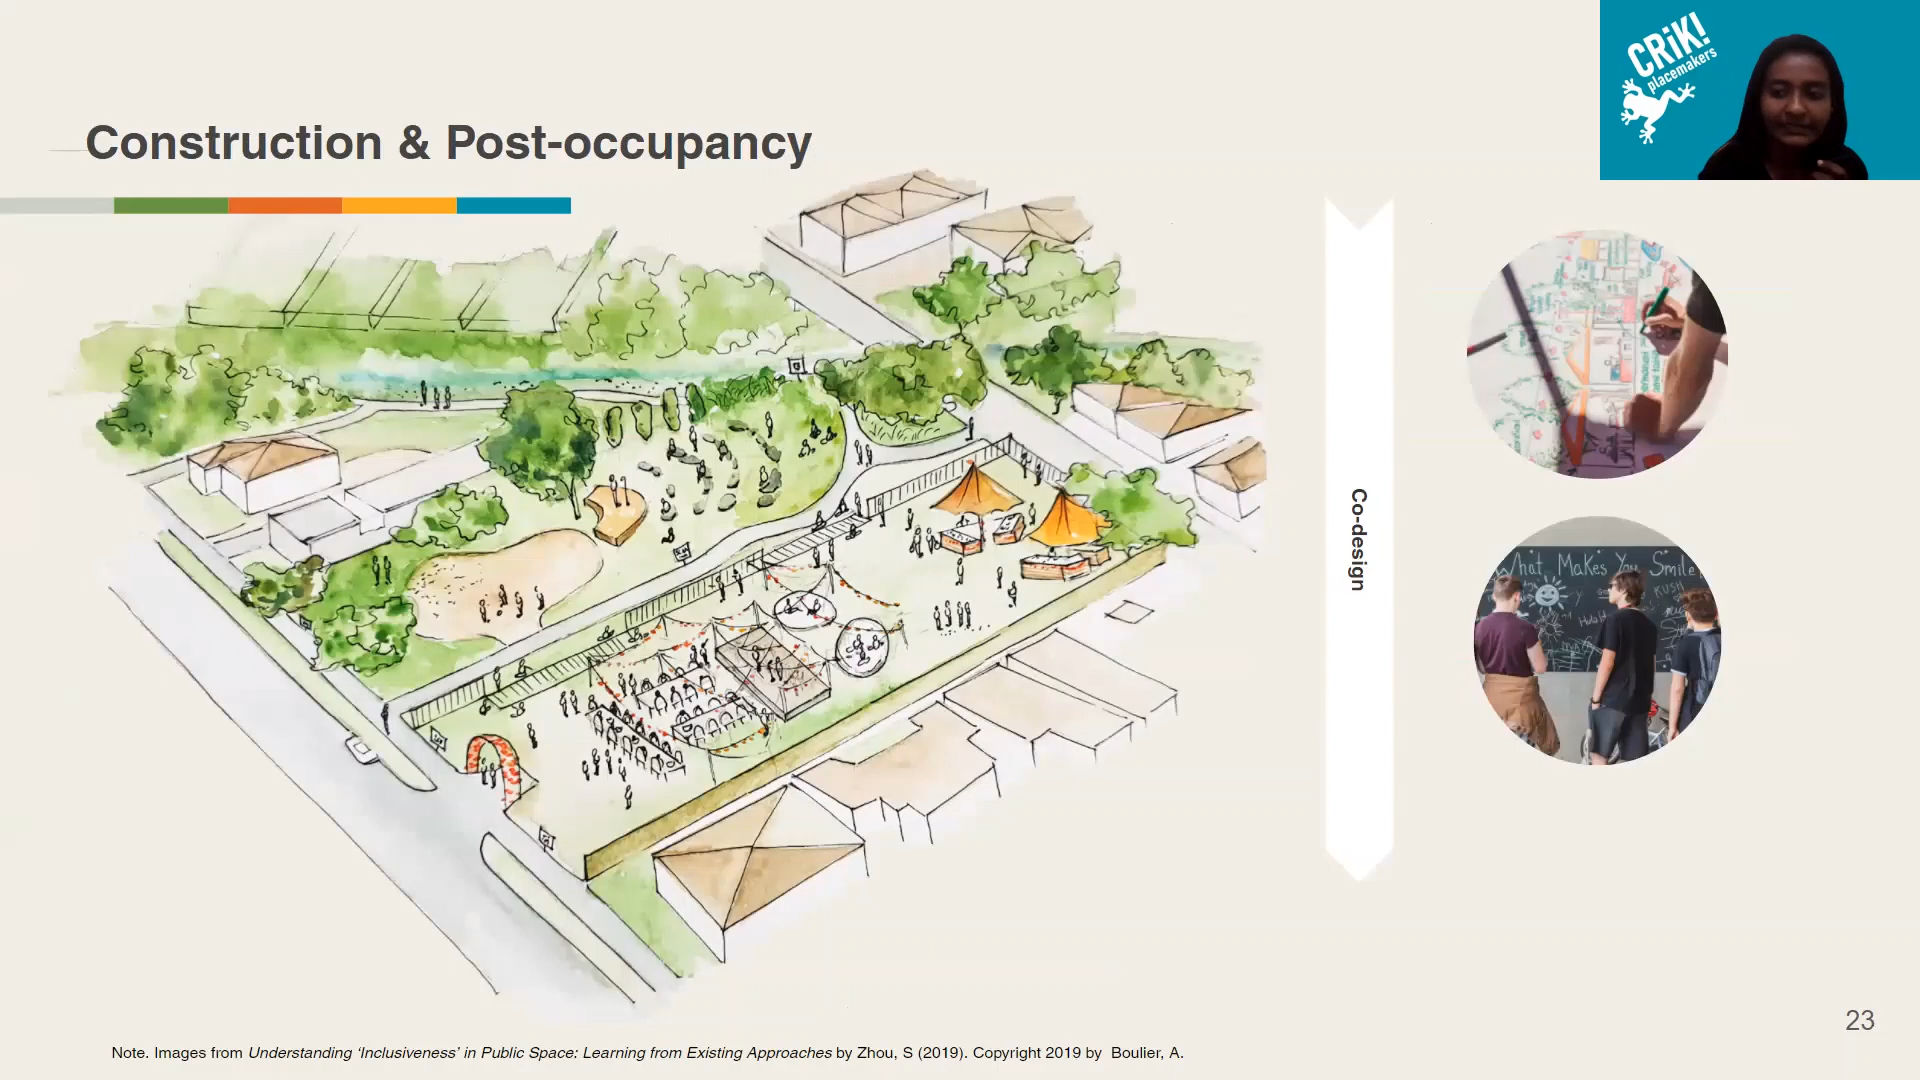 CRiK!
placemakers
Construction & Post-occupancy
Co-design
What Makes You Smile
23
Note. Images from Understanding ‘Inclusiveness’ in Public Space: Learning from Existing Approaches by Zhou, S (2019). Copyright 2019 by Boulier, A.